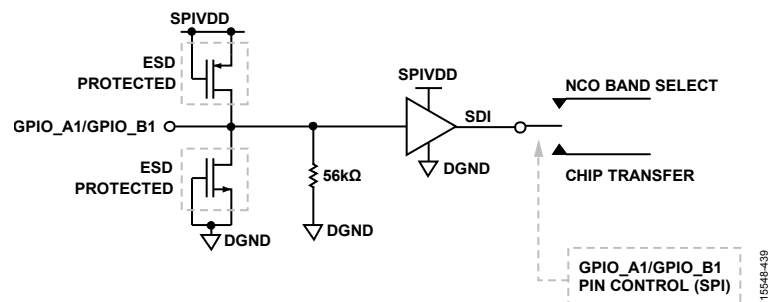 SPIVDD
ESD
PROTECTED
SPIVDD
NCO BAND SELECT
GPIO_A1/GPIO_B1
SDI
ESD
PROTECTED
56kΩ
DGND
CHIP TRANSFER
DGND
DGND
GPIO_A1/GPIO_B1
PIN CONTROL (SPI)
15548-439